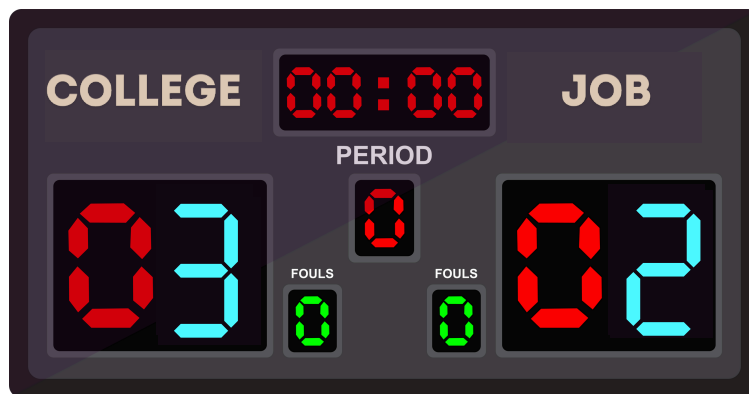 COLLEGE 00:00 JOB
PERIOD
03 0 02
FOULS FOULS
0 0